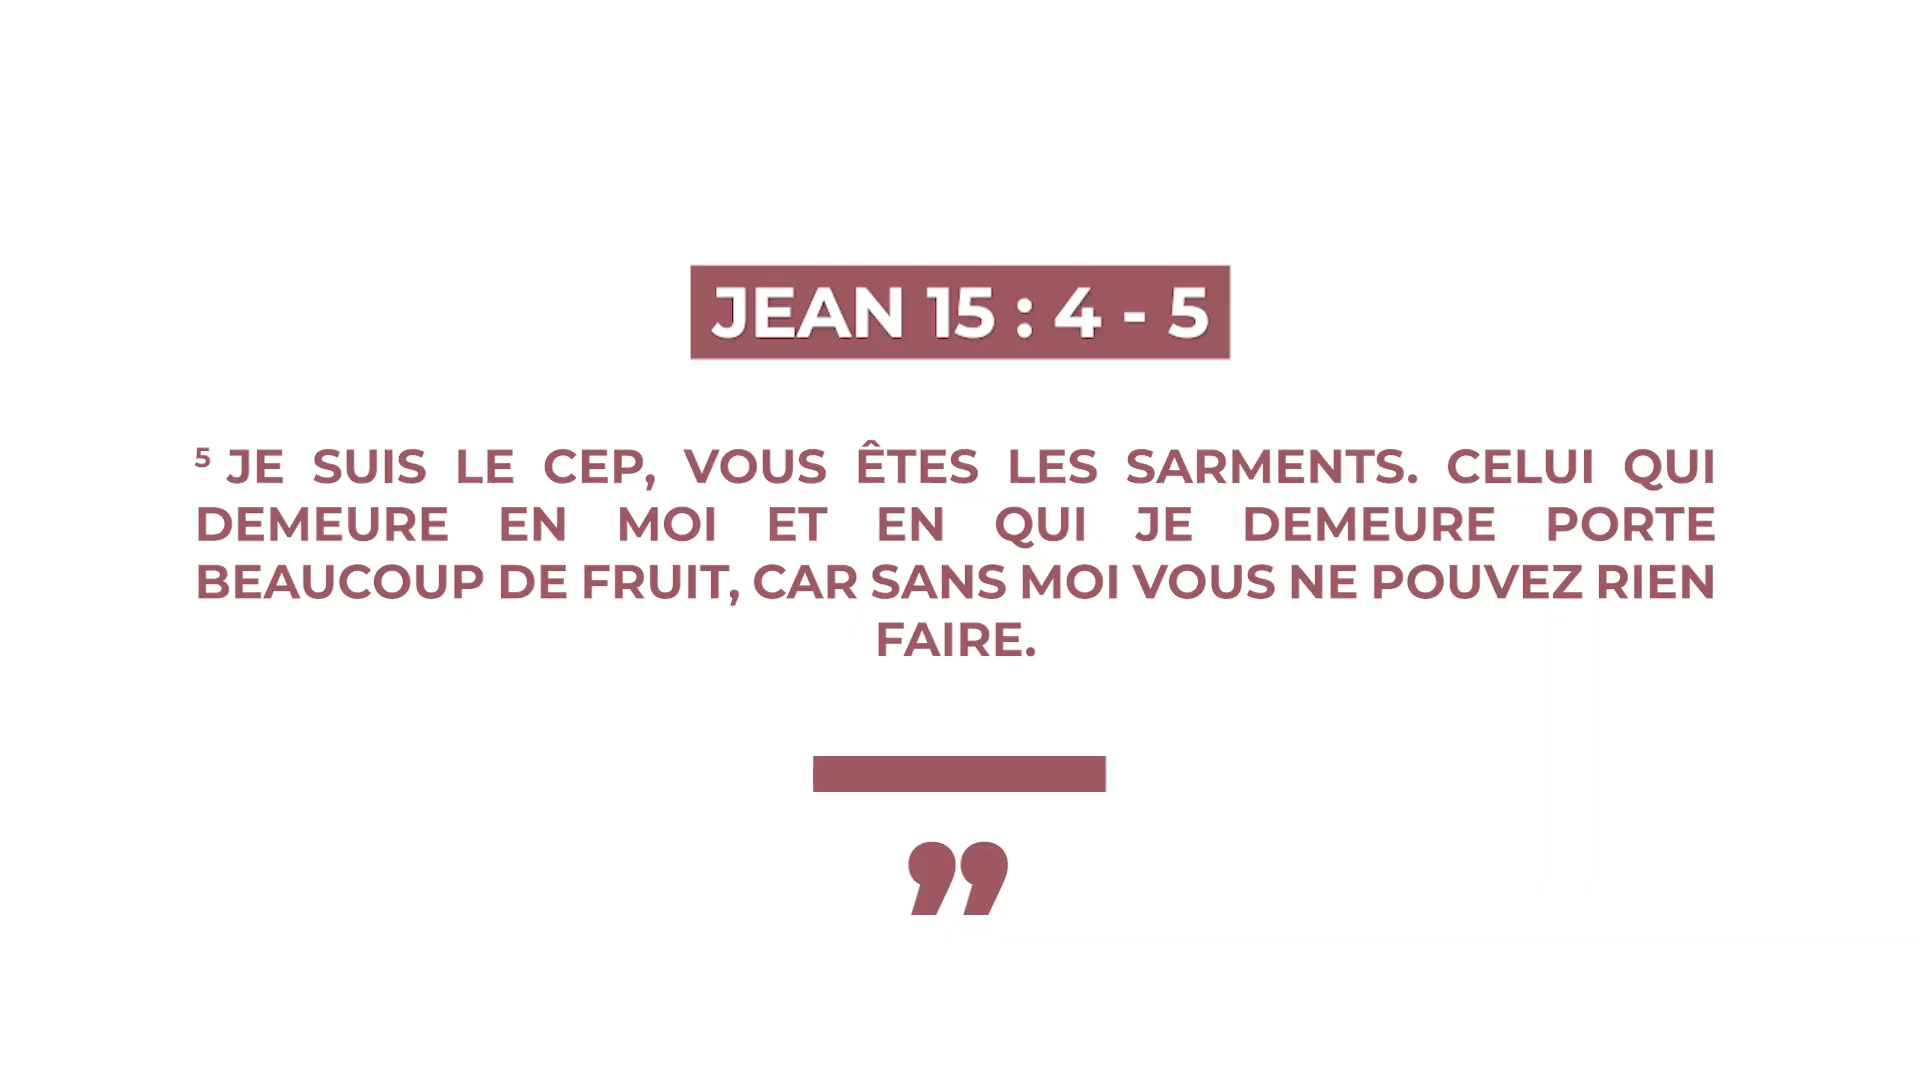 JEAN 15 : 4 - 5
⁵ JE SUIS LE CEP, VOUS ÊTES LES SARMENTS. CELUI QUI
DEMEURE EN MOI ET EN QUI JE DEMEURE PORTE
BEAUCOUP DE FRUIT, CAR SANS MOI VOUS NE POUVEZ RIEN
FAIRE.
”